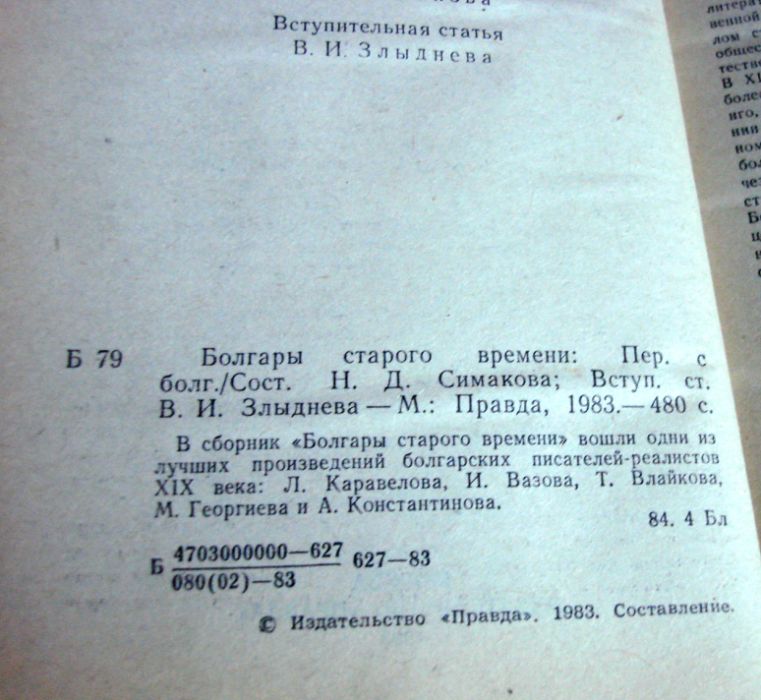 Вступительная статья
В. И. Злыднева
Б 79 Болгары старого времени: Пер. с
болг./Сост. Н. Д. Симакова; Вступ. ст.
В. И. Злыднева — М.: Правда, 1983.— 480 с.
В сборник «Болгары старого времени» вошли одни из
лучших произведений болгарских писателей-реалистов
XIX века: Л. Каравелова, И. Вазова, Т. Влайкова,
М. Георгиева и А. Константинова.
84. 4 Бл
Б 4703000000—627 627—83
080(02)—83
© Издательство «Правда». 1983. Составление.